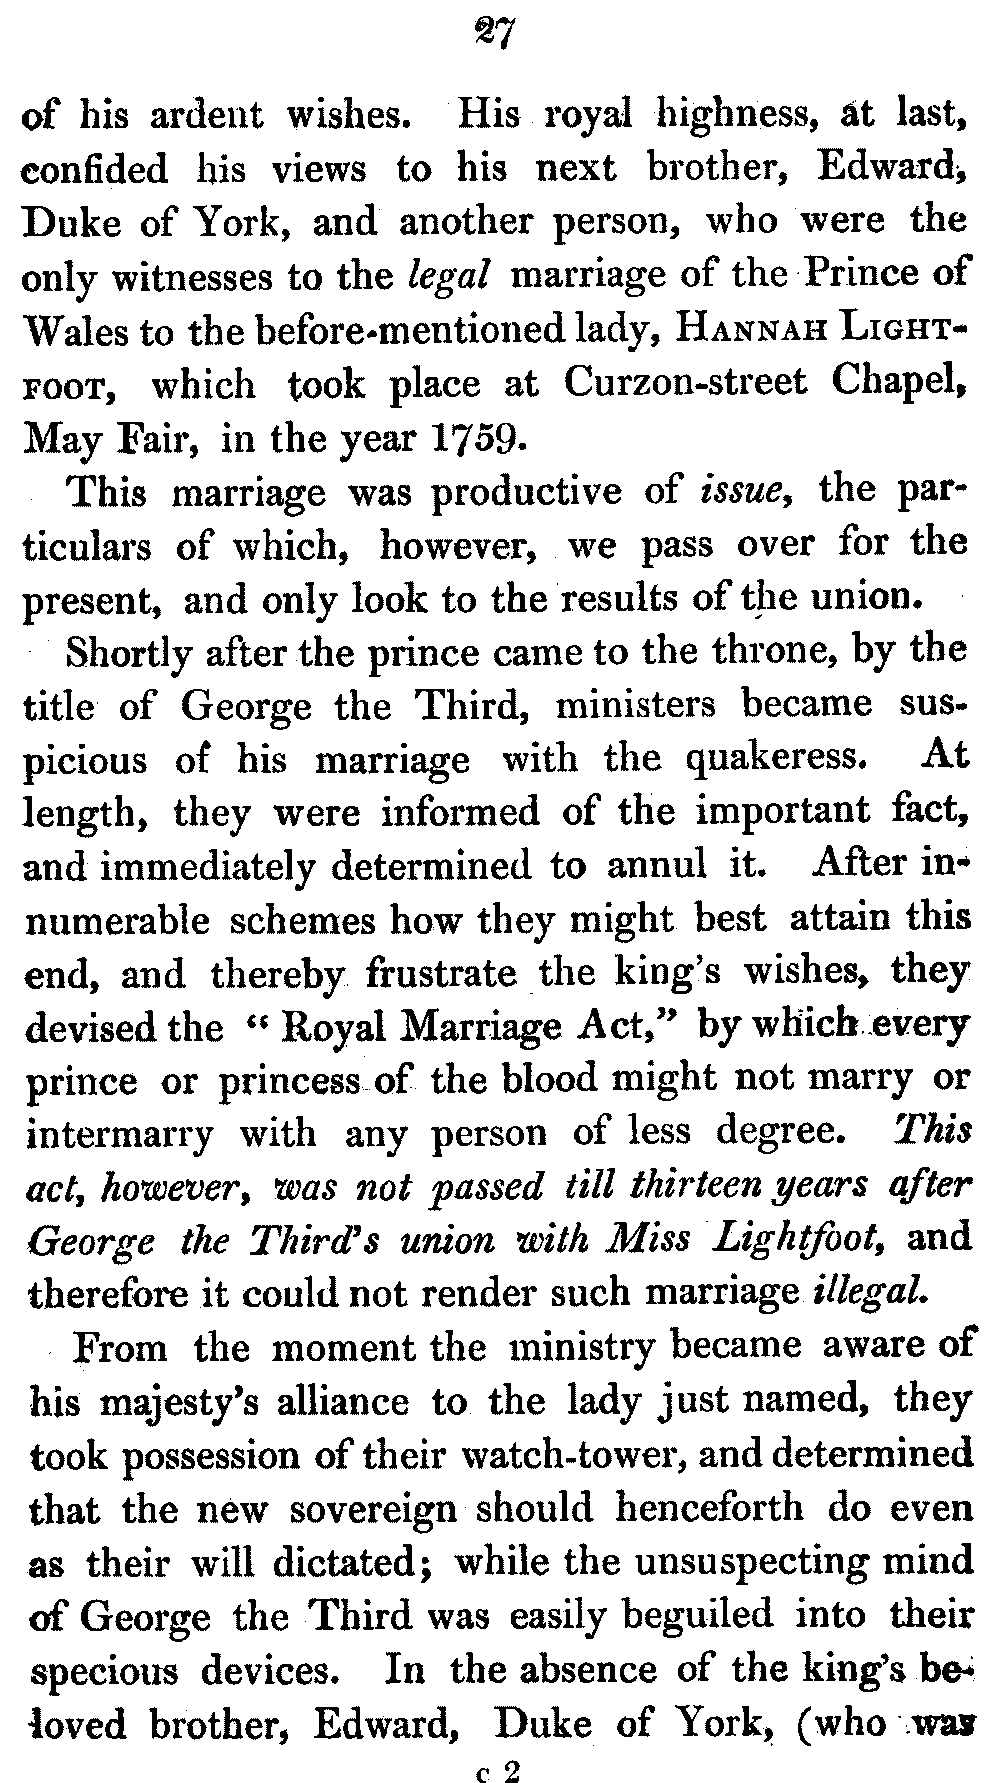 27
of his ardent wishes. His royal highness, at last,
confided his views to his next brother, Edward,
Duke of York, and another person, who were the
only witnesses to the legal marriage of the Prince of
Wales to the before-mentioned lady, HANNAH LIGHT-
FOOT, which took place at Curzon-street Chapel,
May Fair, in the year 1759.
This marriage was productive of issue, the par-
ticulars of which, however, we pass over for the
present, and only look to the results of the union.
Shortly after the prince came to the throne, by the
title of George the Third, ministers became sus-
picious of his marriage with the quakeress. At
length, they were informed of the important fact,
and immediately determined to annul it. After in-
numerable schemes how they might best attain this
end, and thereby frustrate the king's wishes, they
devised the “ Royal Marriage Act,” by which every
prince or princess of the blood might not marry or
intermarry with any person of less degree. This
act, however, was not passed till thirteen years after
George the Third's union with Miss Lightfoot, and
therefore it could not render such marriage illegal.
From the moment the ministry became aware of
his majesty's alliance to the lady just named, they
took possession of their watch-tower, and determined
that the new sovereign should henceforth do even
as their will dictated; while the unsuspecting mind
of George the Third was easily beguiled into their
specious devices. In the absence of the king's be-
loved brother, Edward, Duke of York, (who was
c 2